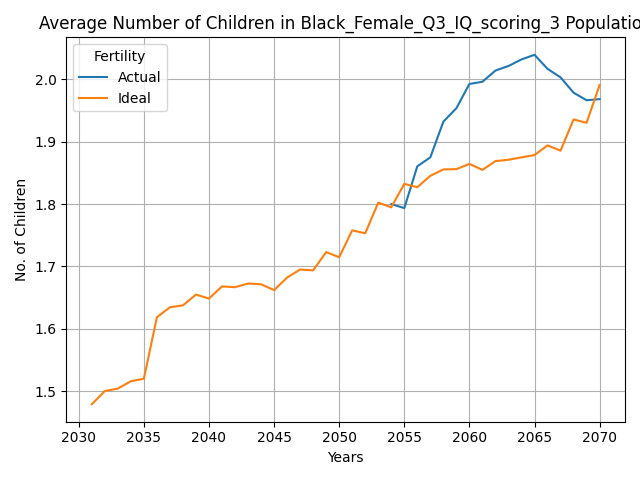 Average Number of Children in Black_Female_Q3_IQ_scoring_3 Populatio
Fertility
Actual
Ideal
No. of Children
2.0
1.9
1.8
1.7
1.6
1.5
2030 2035 2040 2045 2050 2055 2060 2065 2070
Years